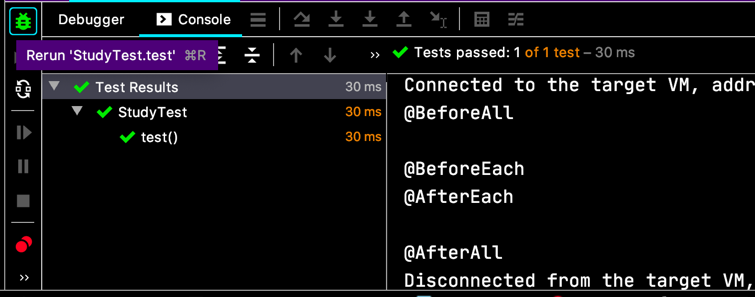 Debugger
Console
Rerun 'StudyTest.test' ⌘R
Tests passed: 1 of 1 test – 30 ms
Test Results 30 ms
StudyTest 30 ms
test() 30 ms
Connected to the target VM, addr
@BeforeAll
@BeforeEach
@AfterEach
@AfterAll
Disconnected from the target VM,